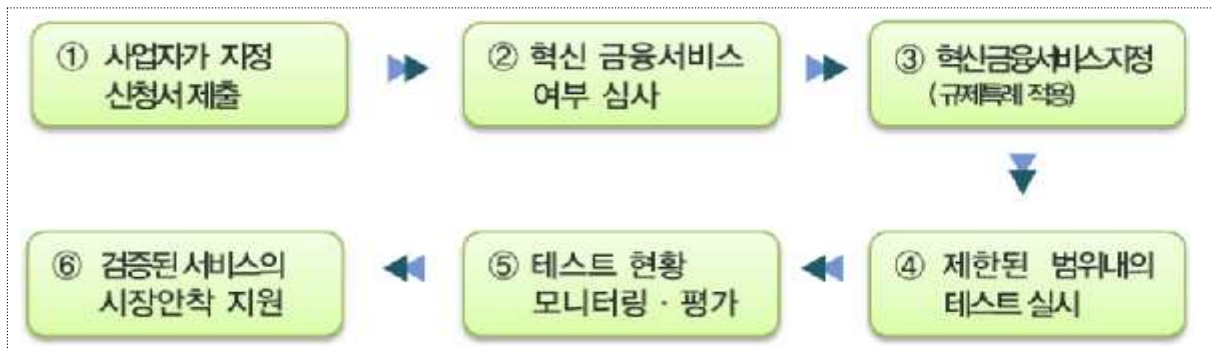 ① 사업자가 지정
신청서 제출
② 혁신 금융서비스
여부 심사
③ 혁신금융서비스지정
(규제특례 적용)
④ 제한된 범위내의
테스트 실시
⑤ 테스트 현황
모니터링 · 평가
⑥ 검증된 서비스의
시장안착 지원